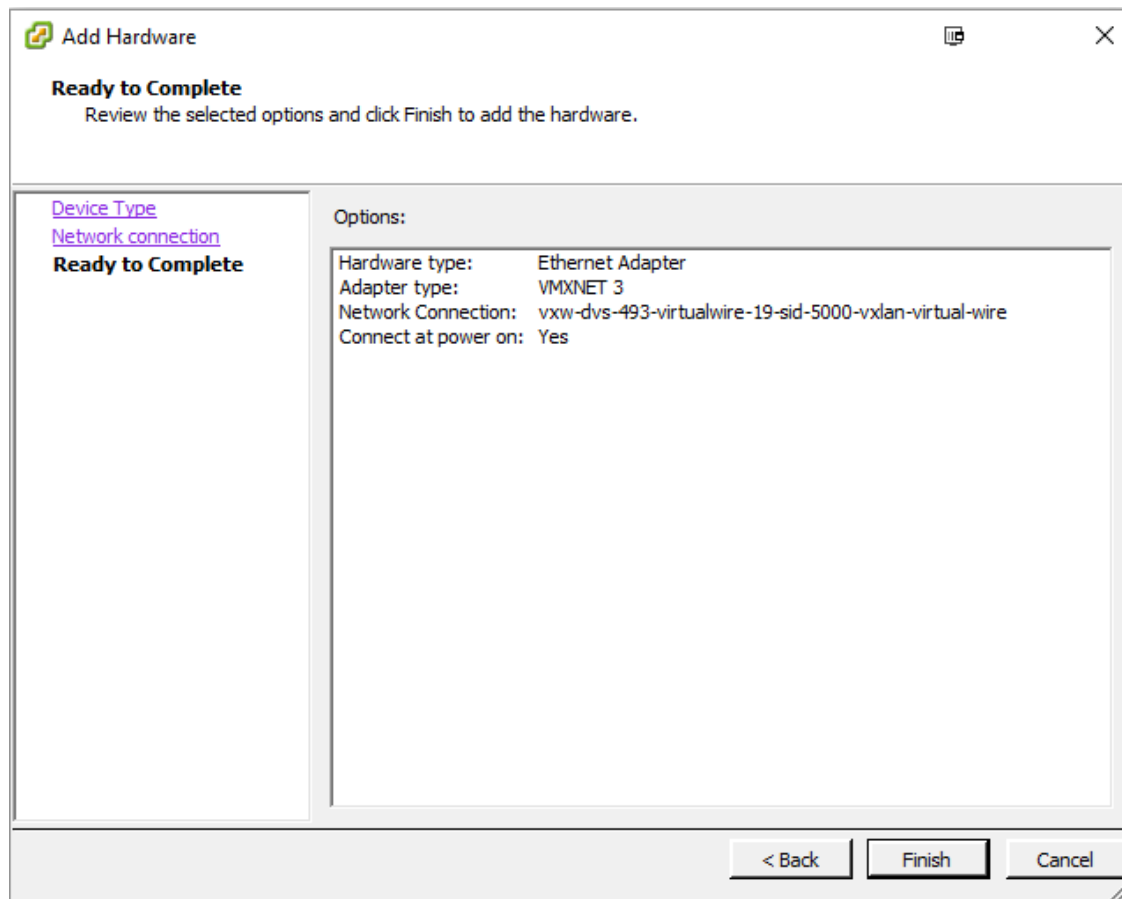 Add Hardware
Ready to Complete
Review the selected options and click Finish to add the hardware.
Device Type
Network connection
Ready to Complete
Options:
Hardware type: Ethernet Adapter
Adapter type: VMXNET 3
Network Connection: vxw-dvs-493-virtualwire-19-sid-5000-vxlan-virtual-wire
Connect at power on: Yes
< Back Finish Cancel